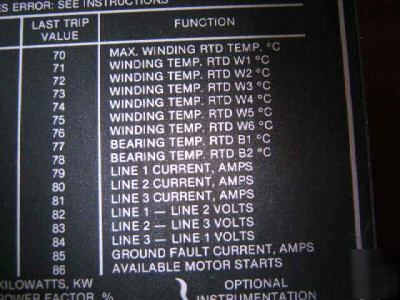 ES ERROR: SEE INSTRUCTIONS
LAST TRIP VALUE FUNCTION
70 MAX. WINDING RTD TEMP. °C
71 WINDING TEMP. RTD W1 °C
72 WINDING TEMP. RTD W2 °C
73 WINDING TEMP. RTD W3 °C
74 WINDING TEMP. RTD W4 °C
75 WINDING TEMP. RTD W5 °C
76 WINDING TEMP. RTD W6 °C
77 BEARING TEMP. RTD B1 °C
78 BEARING TEMP. RTD B2 °C
79 LINE 1 CURRENT, AMPS
80 LINE 2 CURRENT, AMPS
81 LINE 3 CURRENT, AMPS
82 LINE 1 — LINE 2 VOLTS
83 LINE 2 — LINE 3 VOLTS
84 LINE 3 — LINE 1 VOLTS
85 GROUND FAULT CURRENT, AMPS
86 AVAILABLE MOTOR STARTS
KILOWATTS, KW OPTIONAL
POWER FACTOR, % INSTRUMENTATION